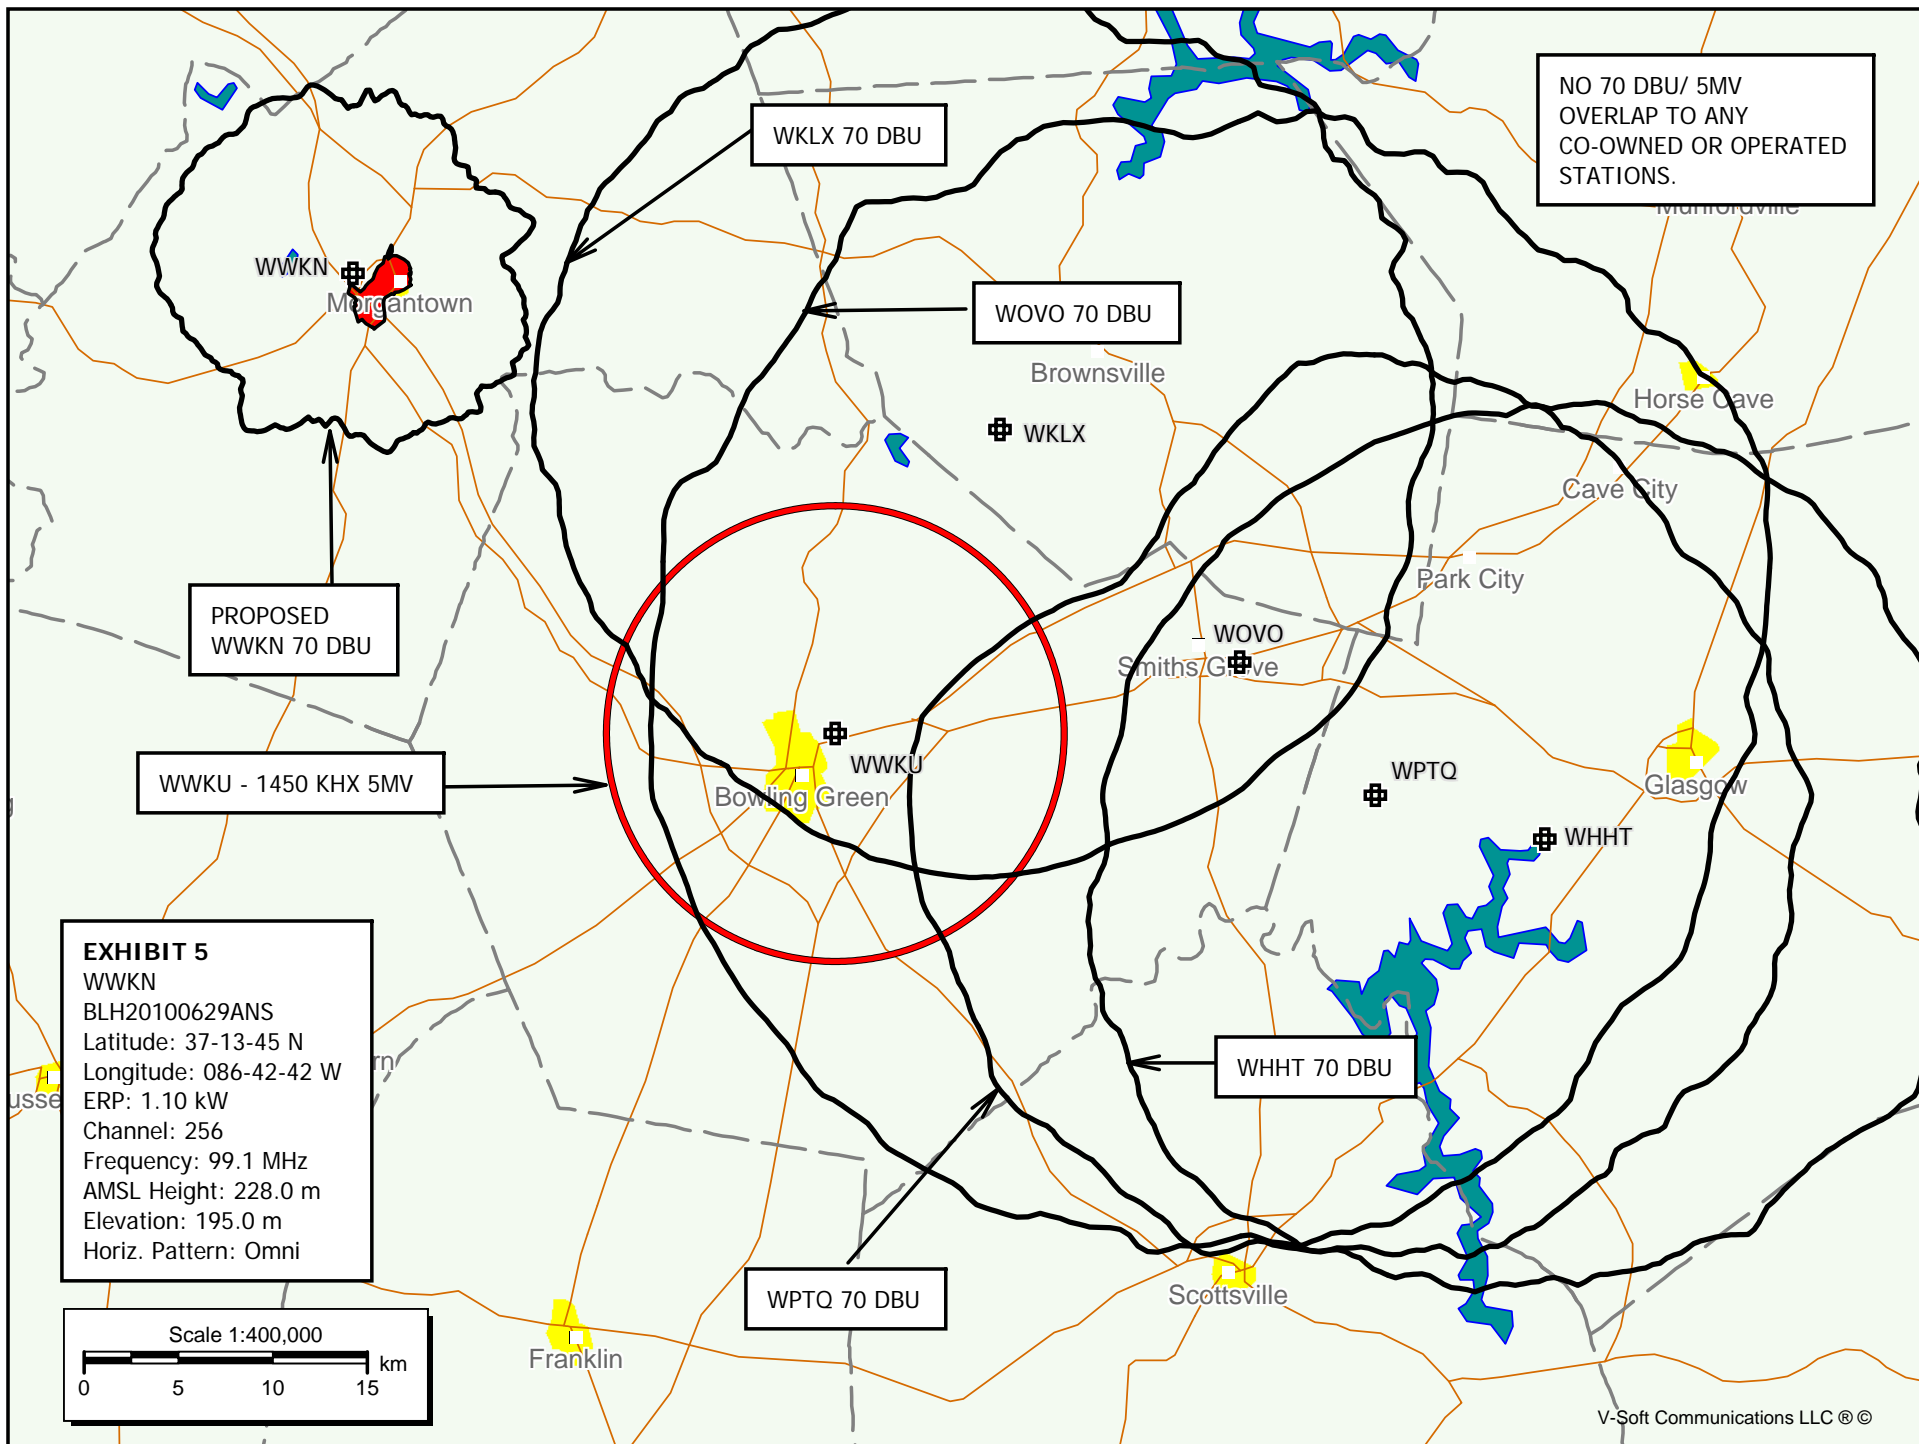 NO 70 DBU/ 5MV
OVERLAP TO ANY
CO-OWNED OR OPERATED
STATIONS.
Munfordville
WKLX 70 DBU
WWKN
Morgantown
WOVO 70 DBU
Brownsville
Horse Cave
WKLX
Cave City
Park City
PROPOSED
WWKN 70 DBU
WOVO
Smiths Grove
WWKU - 1450 KHX 5MV
WWKU
Bowling Green
WPTQ
Glasgow
WHHT
EXHIBIT 5
WWKN
BLH20100629ANS
Latitude: 37-13-45 N
Longitude: 086-42-42 W
ERP: 1.10 kW
Channel: 256
Frequency: 99.1 MHz
AMSL Height: 228.0 m
Elevation: 195.0 m
Horiz. Pattern: Omni
rn
usse
WHHT 70 DBU
WPTQ 70 DBU
Scottsville
Franklin
Scale 1:400,000
km
0 5 10 15
V-Soft Communications LLC ® ©